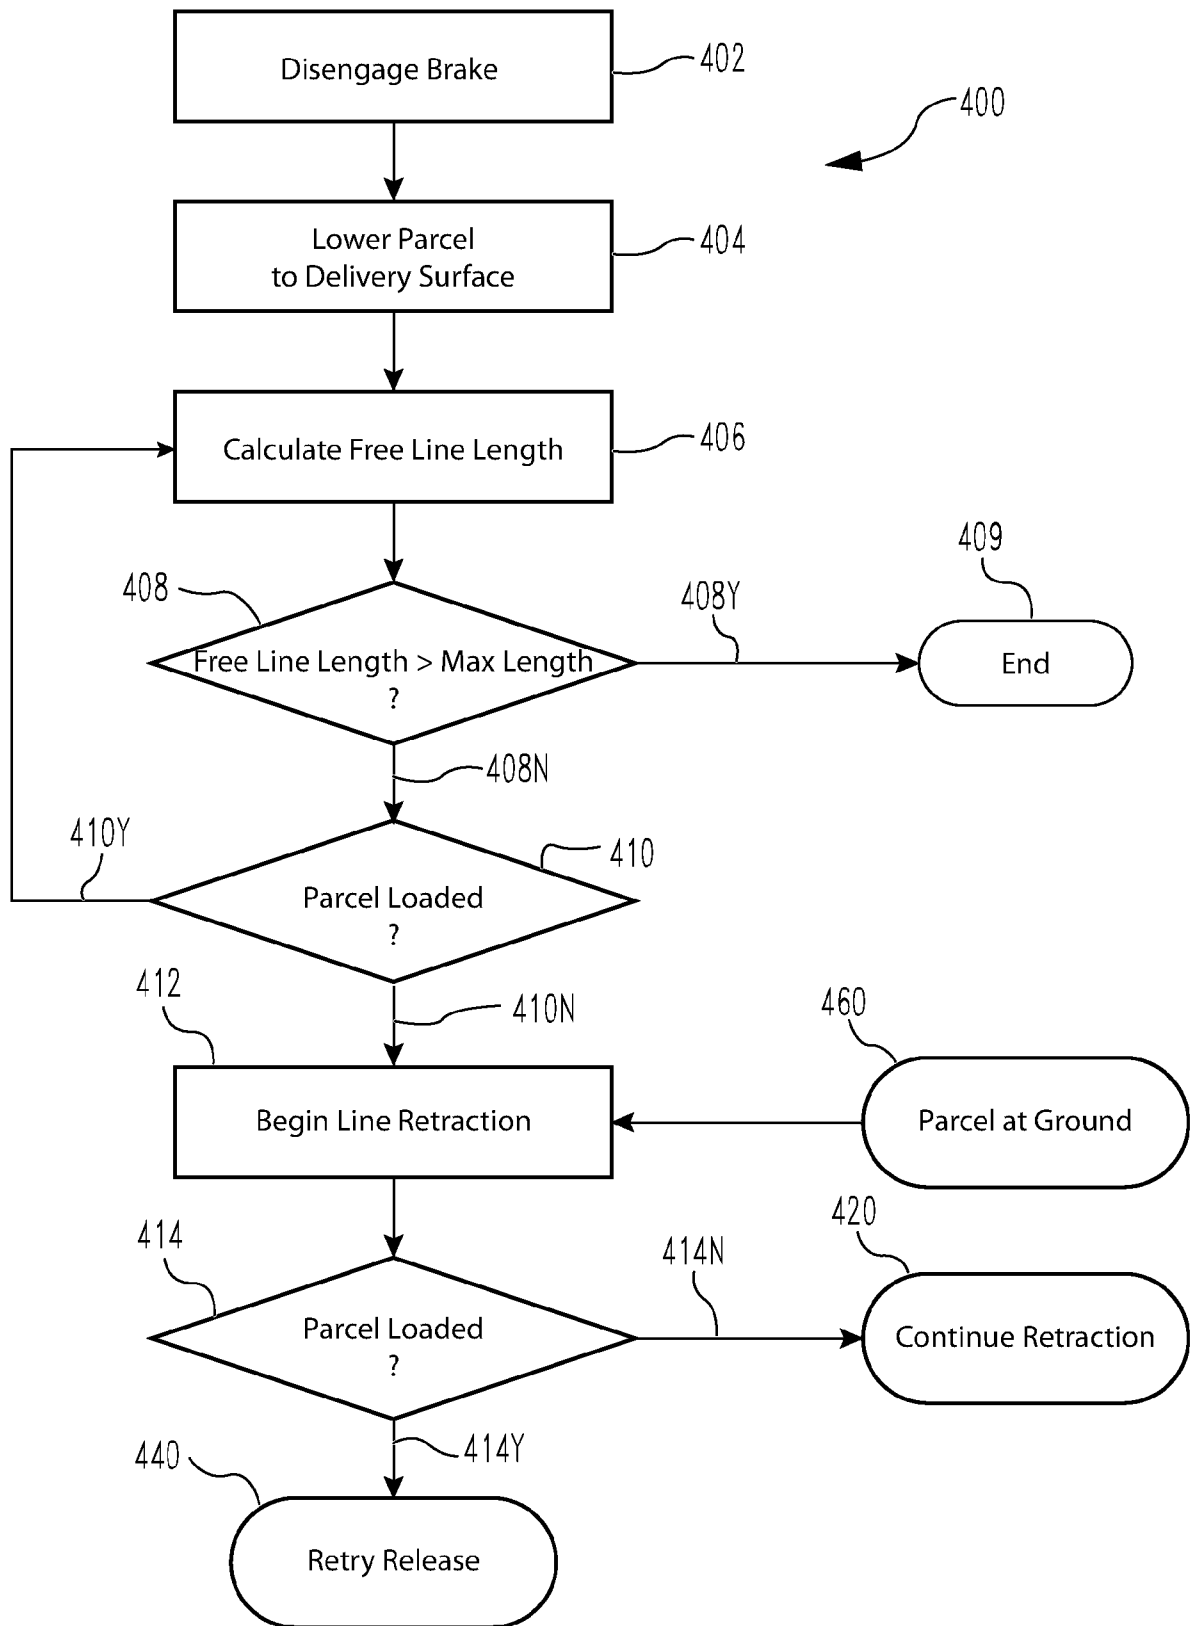 Disengage Brake
402
400
Lower Parcel
to Delivery Surface
404
Calculate Free Line Length
406
409
408
408Y
Free Line Length > Max Length
?
End
408N
410Y
410
Parcel Loaded
?
412
410N
460
Begin Line Retraction
Parcel at Ground
420
414
414N
Parcel Loaded
?
Continue Retraction
440
414Y
Retry Release